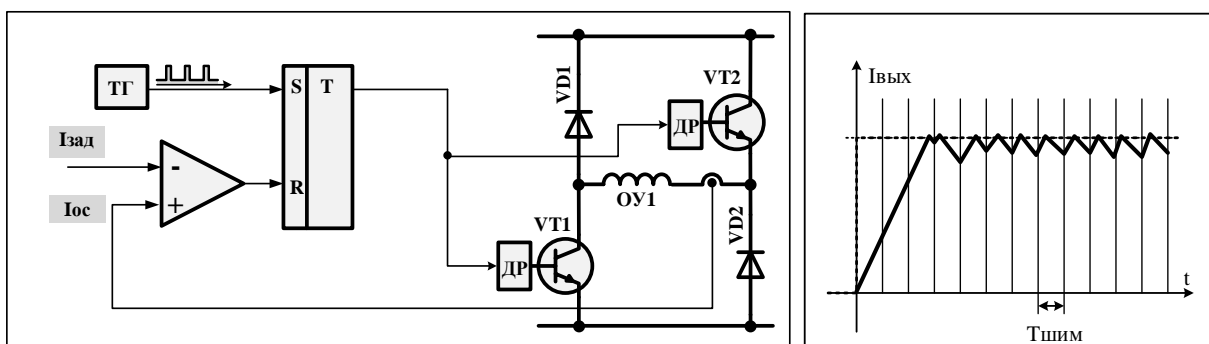 ТГ
S
T
Iзад
-
Iос
+
R
VD1
VT2
ДР
ОУ1
VT1
ДР
VD2
Iвых
t
Тшим